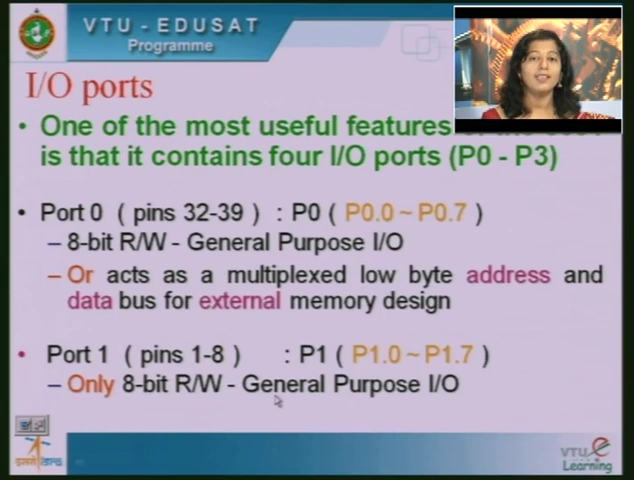 VTU - EDUSAT
Programme
I/O ports
• One of the most useful features
is that it contains four I/O ports (P0 - P3)
• Port 0 ( pins 32-39 ) : P0 ( P0.0 ~ P0.7 )
– 8-bit R/W - General Purpose I/O
– Or acts as a multiplexed low byte address and
data bus for external memory design
• Port 1 ( pins 1-8 ) : P1 ( P1.0 ~ P1.7 )
– Only 8-bit R/W - General Purpose I/O
VTU e
Learning